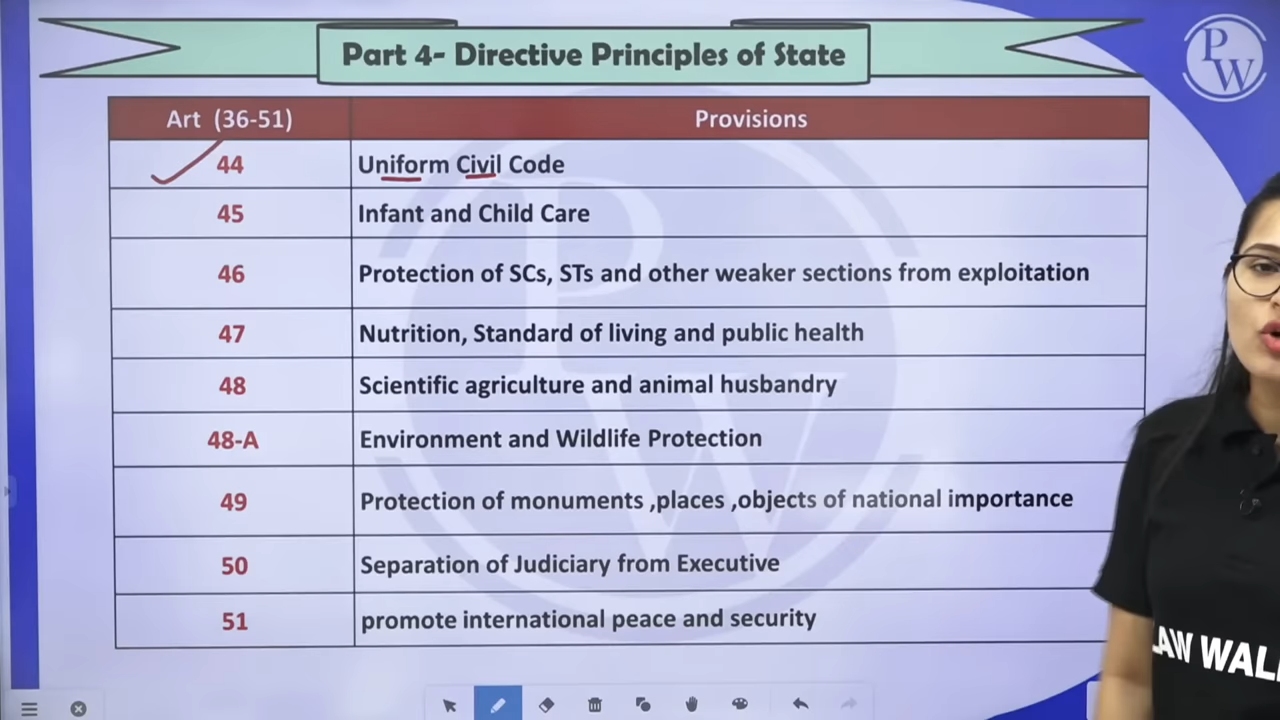 Part 4- Directive Principles of State
PW
Art (36-51) Provisions
44 Uniform Civil Code
45 Infant and Child Care
46 Protection of SCs, STs and other weaker sections from exploitation
47 Nutrition, Standard of living and public health
48 Scientific agriculture and animal husbandry
48-A Environment and Wildlife Protection
49 Protection of monuments ,places ,objects of national importance
50 Separation of Judiciary from Executive
51 promote international peace and security
LAW WAL